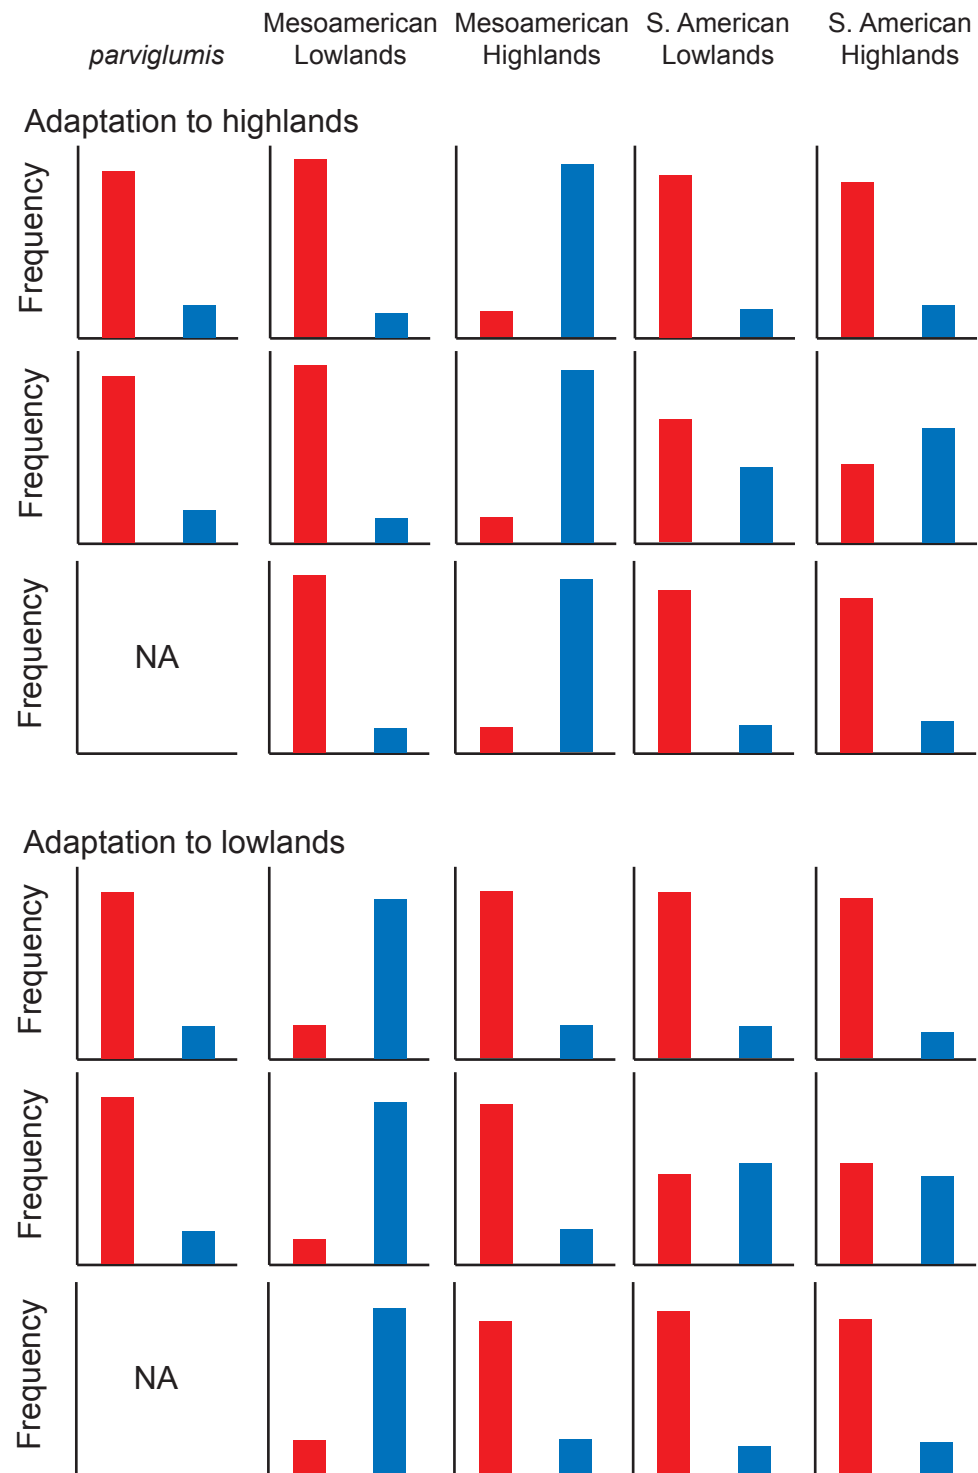 parviglumis
Mesoamerican
Lowlands
Mesoamerican
Highlands
S. American
Lowlands
S. American
Highlands
Adaptation to highlands
Frequency
Frequency
Frequency
NA
Adaptation to lowlands
Frequency
Frequency
Frequency
NA